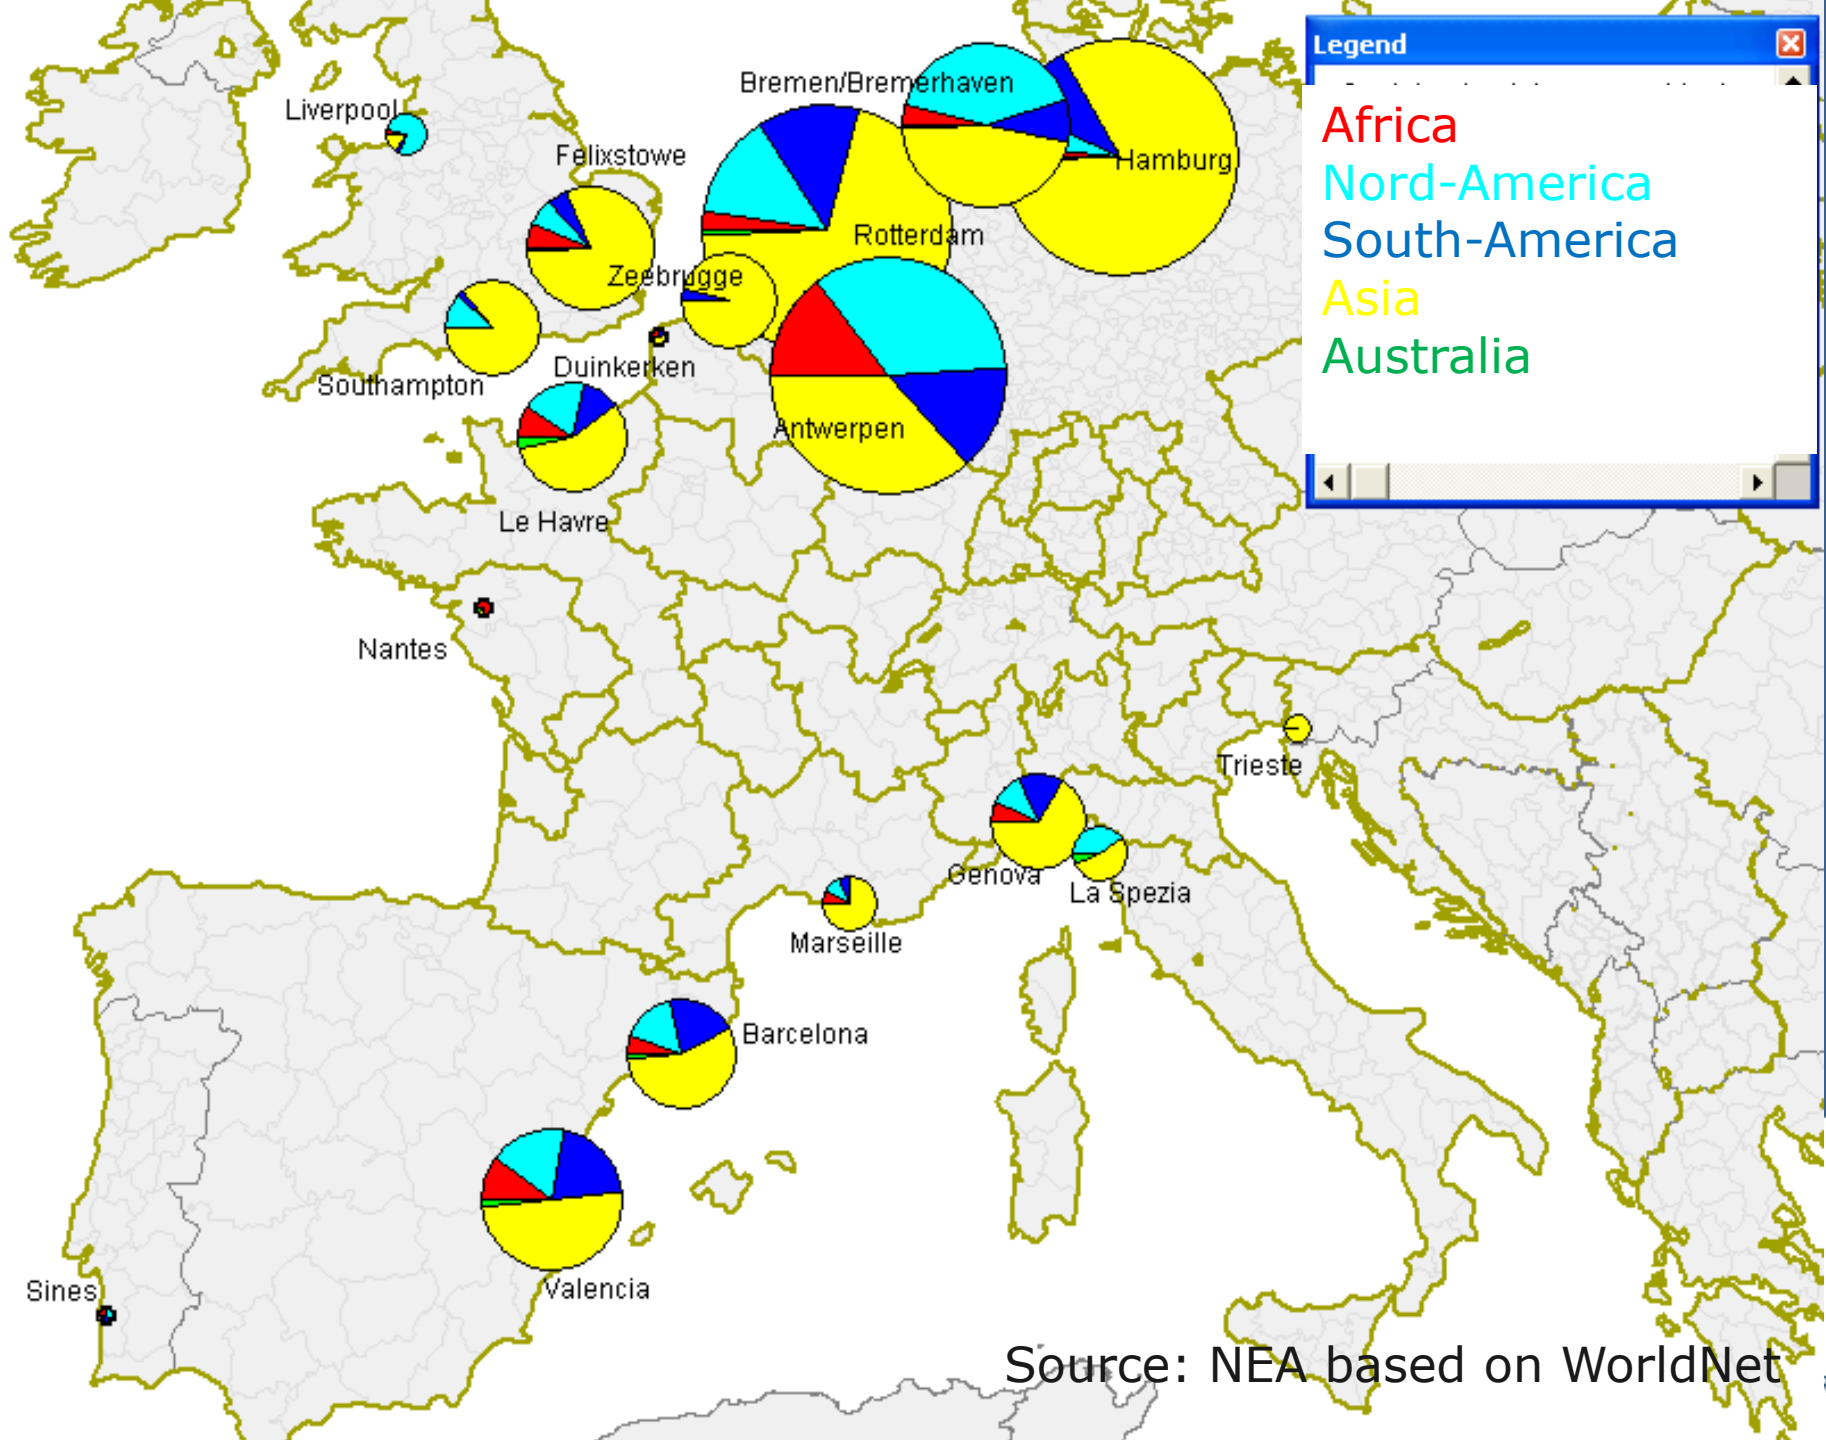 Legend
Bremen/Bremerhaven
Liverpool
Africa
Felixstowe
Hamburg
Nord-America
Rotterdam
South-America
Zeebrugge
Asia
Duinkerken
Australia
Southampton
Antwerpen
Le Havre
Nantes
Trieste
Genova
La Spezia
Marseille
Barcelona
Valencia
Sines
Source: NEA based on WorldNet